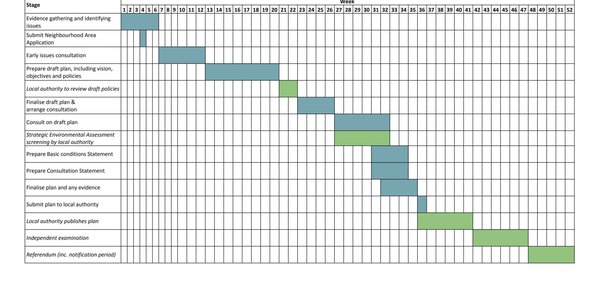 Week
Stage
1 2 3 4 5 6 7 8 9 10 11 12 13 14 15 16 17 18 19 20 21 22 23 24 25 26 27 28 29 30 31 32 33 34 35 36 37 38 39 40 41 42 43 44 45 46 47 48 49 50 51 52
Evidence gathering and identifying
issues
Submit Neighbourhood Area
Application
Early issues consultation
Prepare draft plan, including vision,
objectives and policies
Local authority to review draft policies
Finalise draft plan &
arrange consultation
Consult on draft plan
Strategic Environmental Assessment
screening by local authority
Prepare Basic conditions Statement
Prepare Consultation Statement
Finalise plan and any evidence
Submit plan to local authority
Local authority publishes plan
Independent examination
Referendum (inc. notification period)